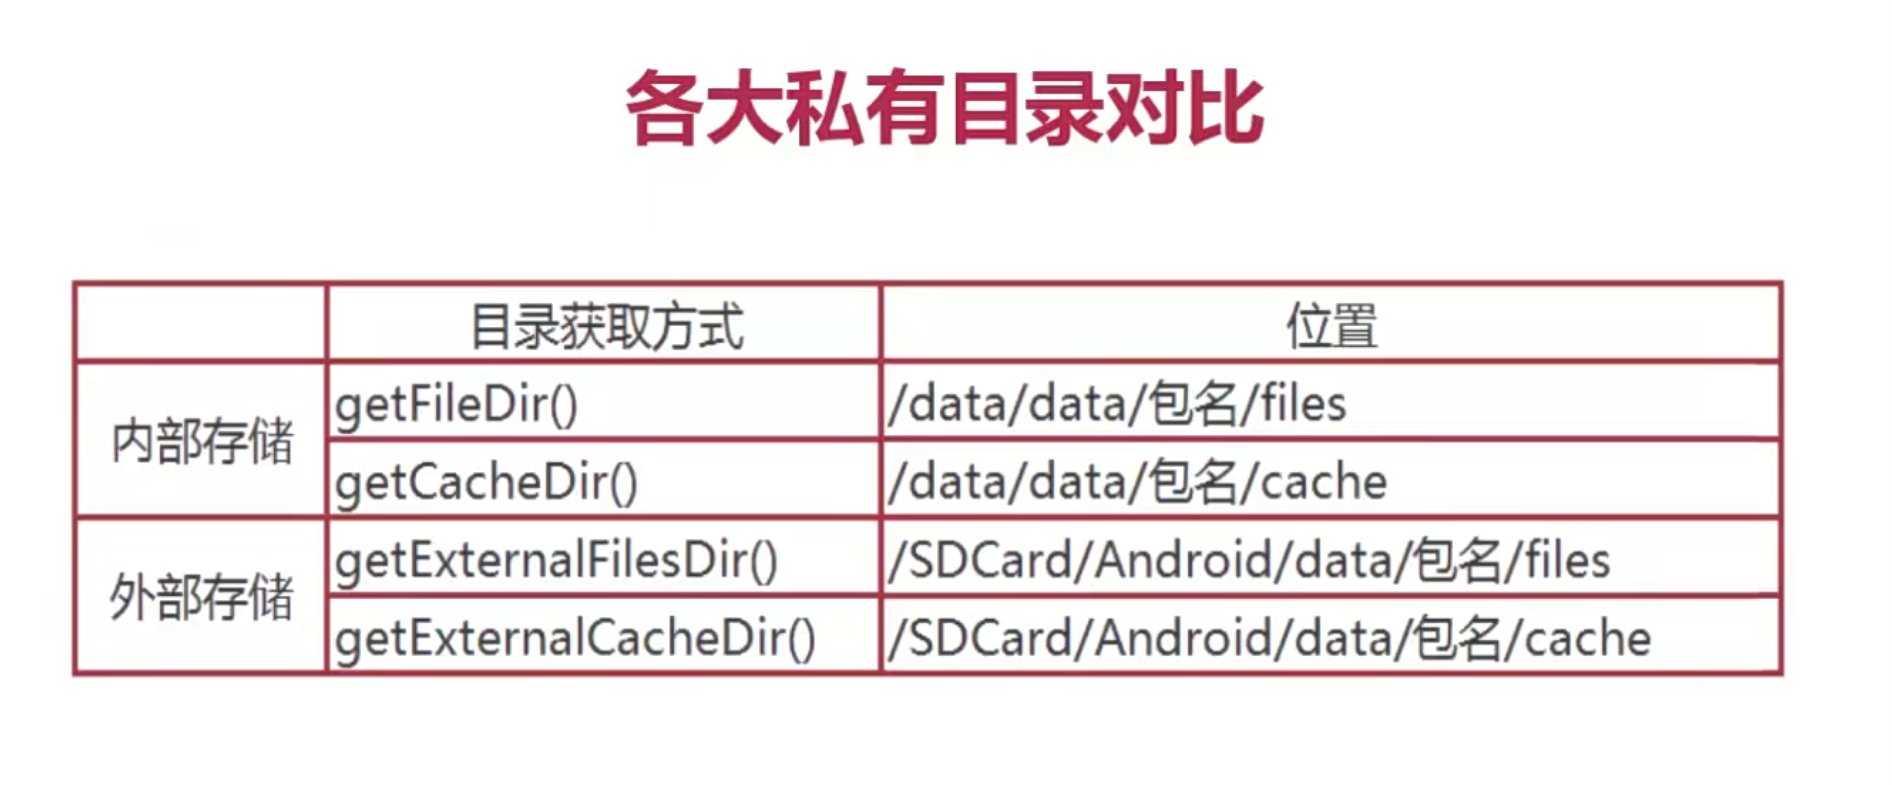 各大私有目录对比
目录获取方式 位置
内部存储
getFileDir() /data/data/包名/files
getCacheDir() /data/data/包名/cache
外部存储
getExternalFilesDir() /SDCard/Android/data/包名/files
getExternalCacheDir() /SDCard/Android/data/包名/cache